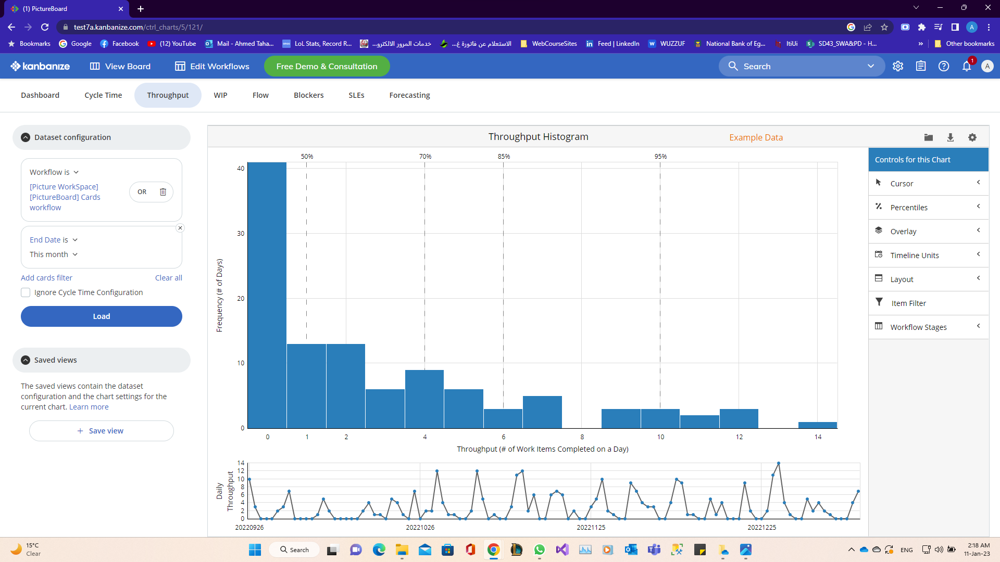 (1) PictureBoard
test7a.kanbanize.com/ctrl_charts/5/121/
Bookmarks Google Facebook (12) YouTube Mail - Ahmed Taha... LoL Stats, Record R... خدمات المرور الالكترو... الاستعلام عن فاتورة غ... WebCourseSites Feed | LinkedIn WUZZUF National Bank of Eg... ItiUi SD43_SWA&PD - H... » Other bookmarks
kanbanize View Board Edit Workflows Free Demo & Consultation Search 1 A
Dashboard Cycle Time Throughput WIP Flow Blockers SLEs Forecasting
Dataset configuration
Workflow is
[Picture WorkSpace]
[PictureBoard] Cards
workflow
OR
End Date is
This month
Add cards filter Clear all
Ignore Cycle Time Configuration
Load
Saved views
The saved views contain the dataset
configuration and the chart settings for the
current chart. Learn more
+ Save view
Throughput Histogram Example Data
50% 70% 85% 95%
40
30
20
10
0
Frequency (# of Days)
0 1 2 4 6 8 10 12 14
Throughput (# of Work Items Completed on a Day)
14
12
10
8
6
4
2
0
Daily
Throughput
20220926 20221026 20221125 20221225
Controls for this Chart
Cursor
Percentiles
Overlay
Timeline Units
Layout
Item Filter
Workflow Stages
15°C
Clear
Search
ENG
2:18 AM
11-Jan-23